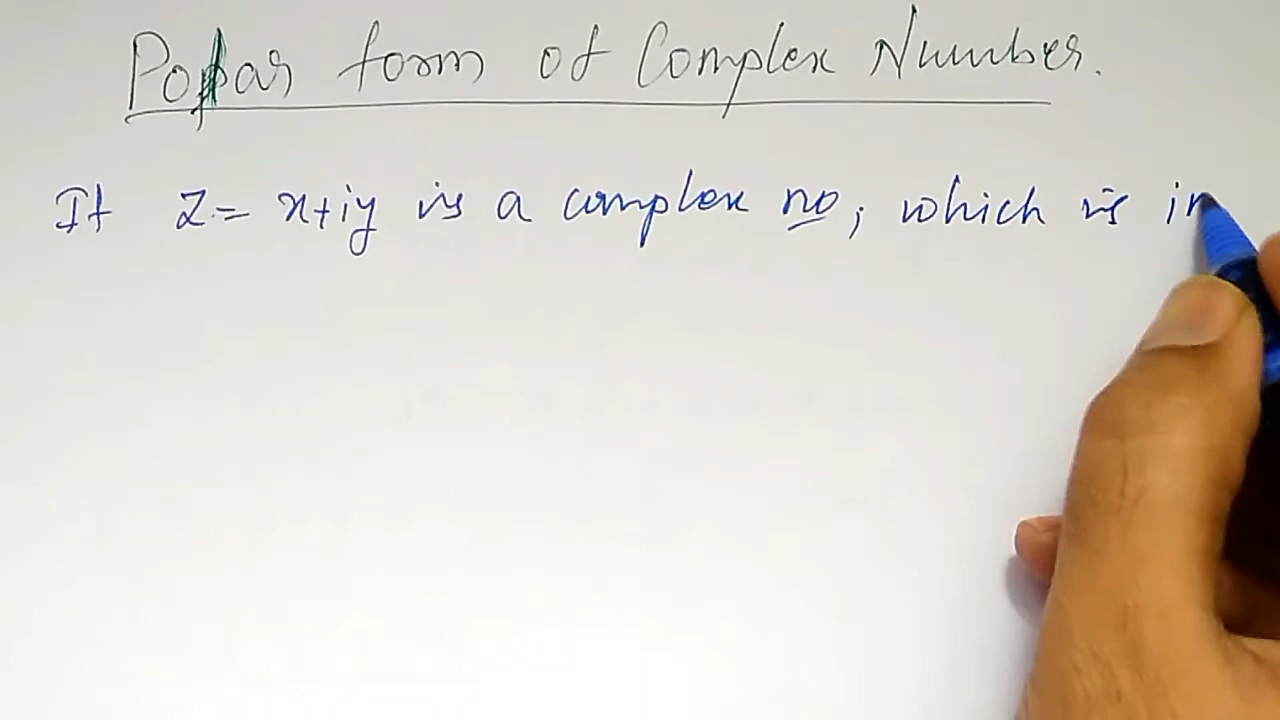 Polar form of Complex Number.
If z = x+iy is a complex no, which is in